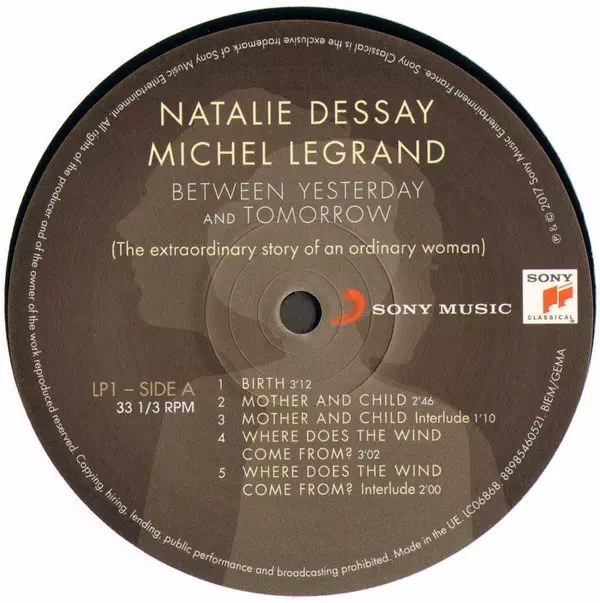 NATALIE DESSAY
MICHEL LEGRAND
BETWEEN YESTERDAY
AND TOMORROW
(The extraordinary story of an ordinary woman)
SONY MUSIC
SONY
CLASSICAL
LP1 – SIDE A
33 1/3 RPM
1 BIRTH 3'12
2 MOTHER AND CHILD 2'46
3 MOTHER AND CHILD Interlude 1'10
4 WHERE DOES THE WIND
COME FROM? 3'02
5 WHERE DOES THE WIND
COME FROM? Interlude 2'00
℗ & © 2017 Sony Music Entertainment France. Sony Classical is the exclusive trademark of Sony Music Entertainment. All rights of the producer and of the owner of the work reproduced reserved. Copying, hiring, lending, public performance and broadcasting prohibited. Made in the UE. LC06868. 88985460521. BIEM/GEMA